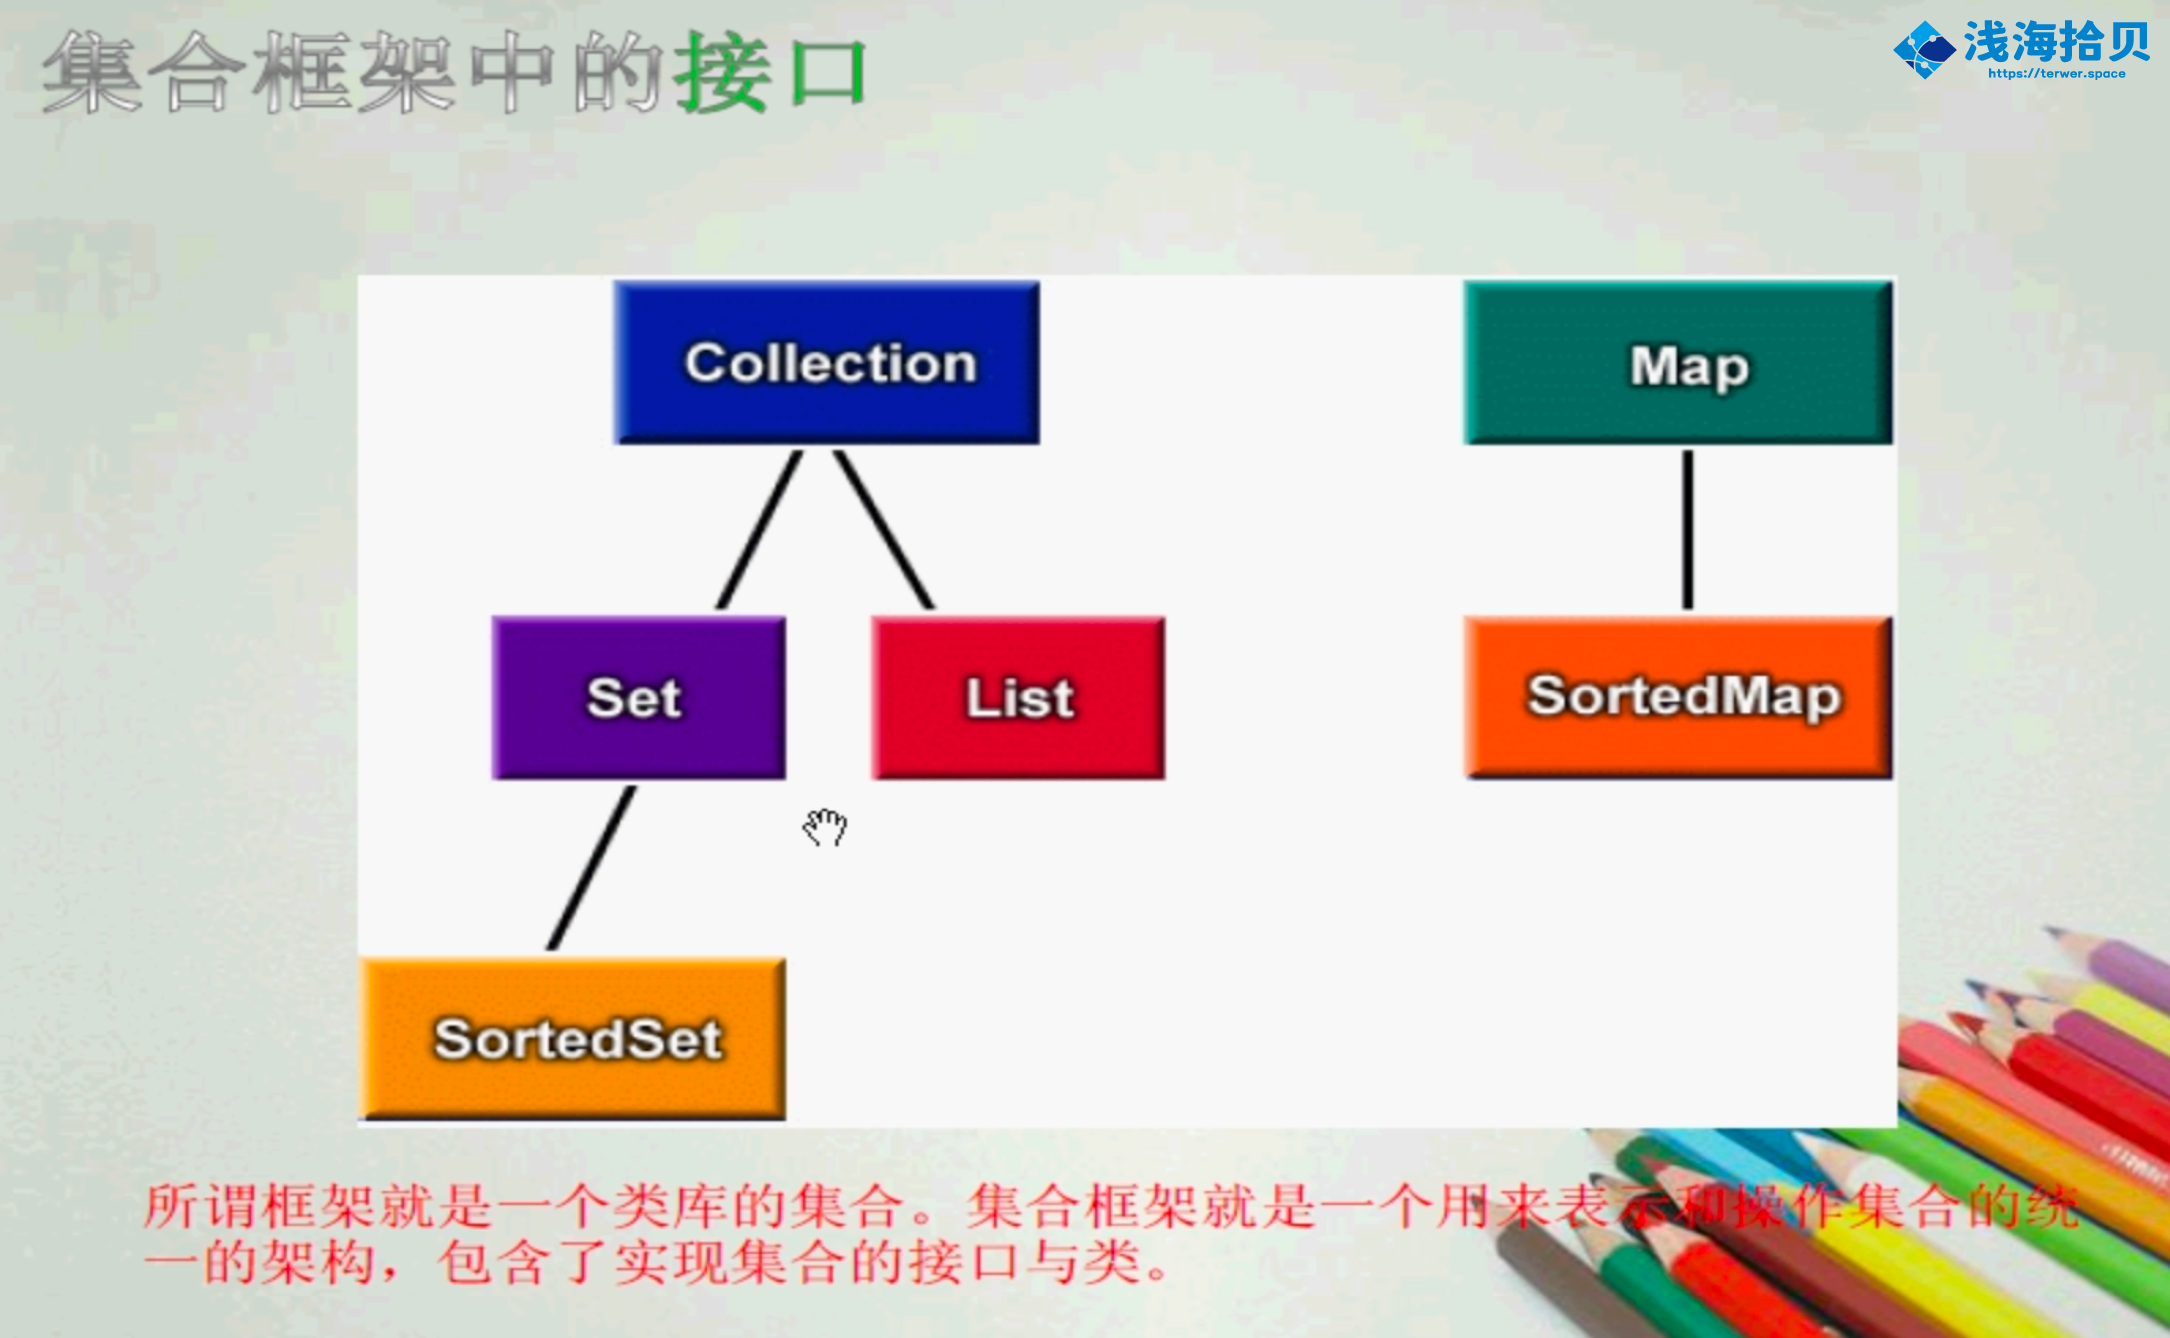 集合框架中的接口
浅海拾贝
https://terwer.space
Collection
Map
Set
List
SortedMap
SortedSet
所谓框架就是一个类库的集合。集合框架就是一个用来表示和操作集合的统
一的架构，包含了实现集合的接口与类。